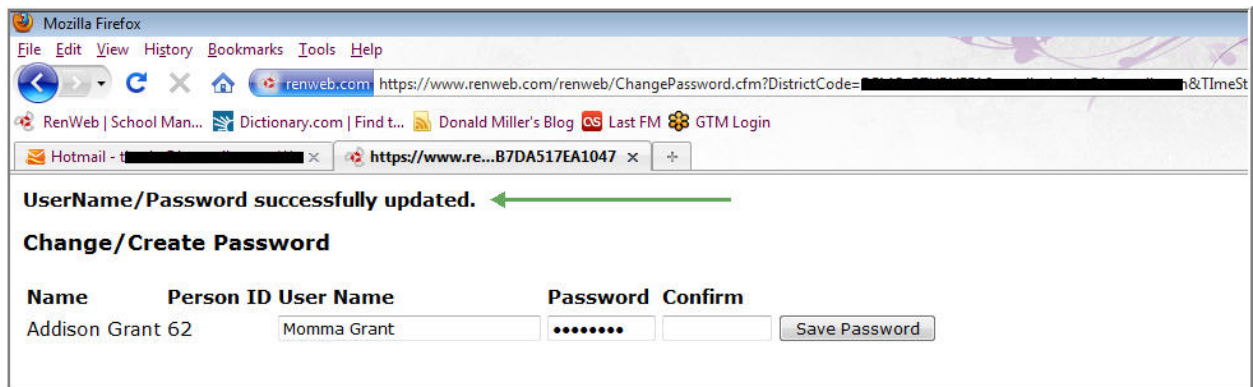 Mozilla Firefox
File Edit View History Bookmarks Tools Help
renweb.com https://www.renweb.com/renweb/ChangePassword.cfm?DistrictCode= n&TImeSt
RenWeb | School Man... Dictionary.com | Find t... Donald Miller's Blog Last FM GTM Login
Hotmail - t https://www.re...B7DA517EA1047
UserName/Password successfully updated.
Change/Create Password
Name Person ID User Name Password Confirm
Addison Grant 62 Momma Grant •••••••• Save Password